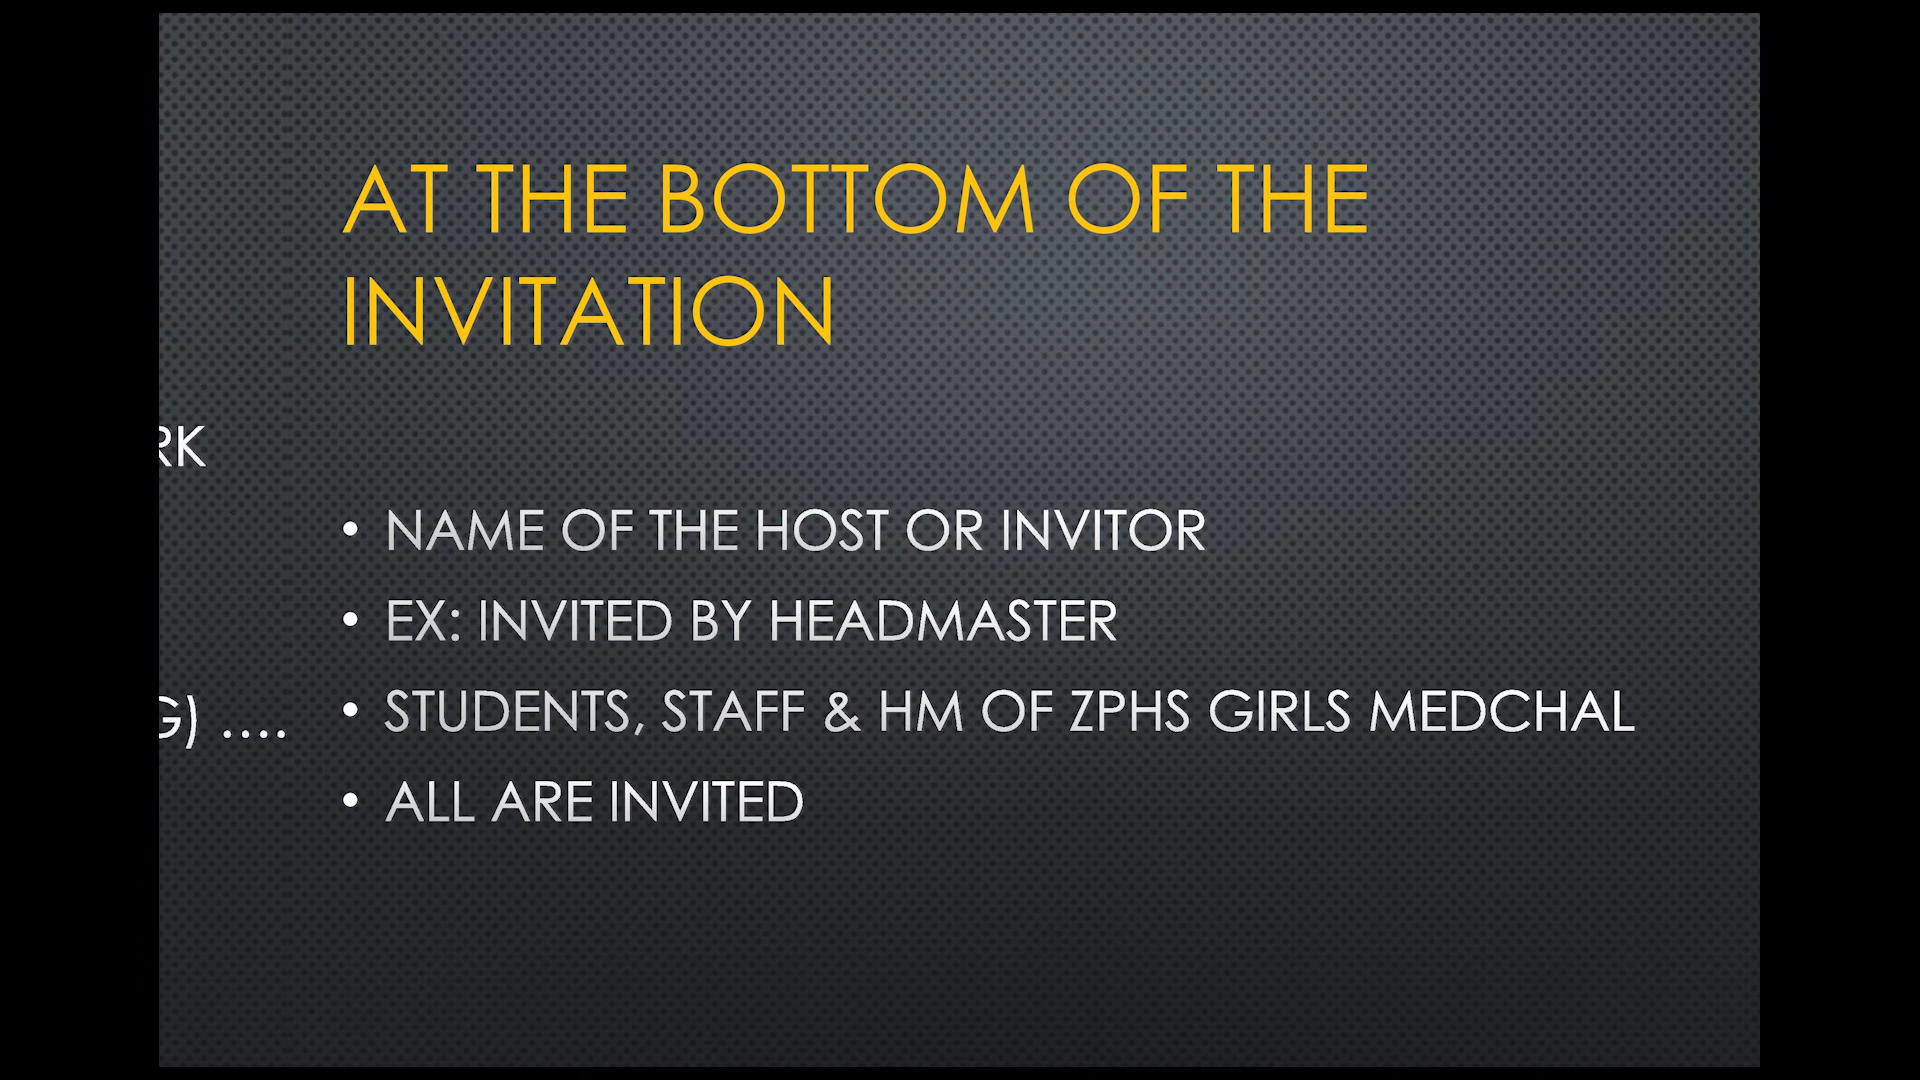 AT THE BOTTOM OF THE
INVITATION
RK
• NAME OF THE HOST OR INVITOR
• EX: INVITED BY HEADMASTER
G) ....
• STUDENTS, STAFF & HM OF ZPHS GIRLS MEDCHAL
• ALL ARE INVITED